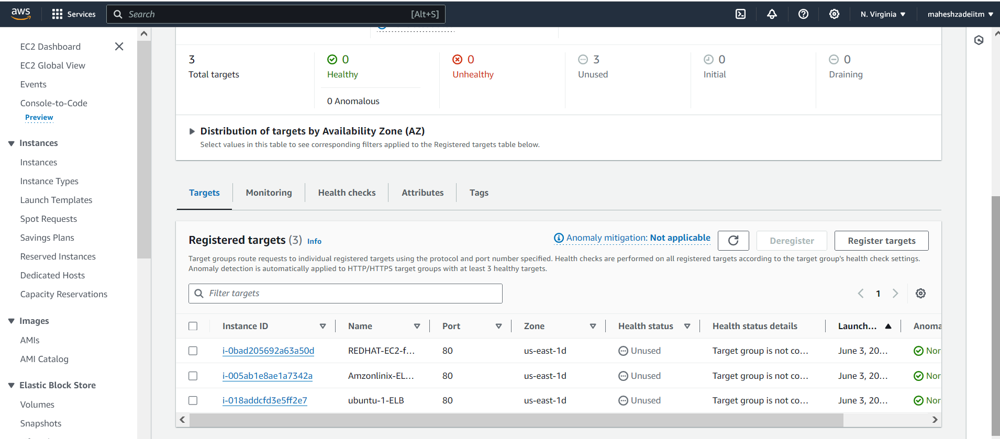 aws
Services
Search
[Alt+S]
N. Virginia
maheshzadeiitm
EC2 Dashboard
EC2 Global View
Events
Console-to-Code
Preview
Instances
Instances
Instance Types
Launch Templates
Spot Requests
Savings Plans
Reserved Instances
Dedicated Hosts
Capacity Reservations
Images
AMIs
AMI Catalog
Elastic Block Store
Volumes
Snapshots
3
Total targets
0
Healthy
0 Anomalous
0
Unhealthy
3
Unused
0
Initial
0
Draining
Distribution of targets by Availability Zone (AZ)
Select values in this table to see corresponding filters applied to the Registered targets table below.
Targets
Monitoring
Health checks
Attributes
Tags
Registered targets (3) Info
Anomaly mitigation: Not applicable
Deregister
Register targets
Target groups route requests to individual registered targets using the protocol and port number specified. Health checks are performed on all registered targets according to the target group's health check settings.
Anomaly detection is automatically applied to HTTP/HTTPS target groups with at least 3 healthy targets.
Filter targets
1
Instance ID Name Port Zone Health status Health status details Launch... Anoma
i-0bad205692a63a50d REDHAT-EC2-f... 80 us-east-1d Unused Target group is not co... June 3, 20... Nor
i-005ab1e8ae1a7342a Amzonlinix-EL... 80 us-east-1d Unused Target group is not co... June 3, 20... Nor
i-018addcfd3e5ff2e7 ubuntu-1-ELB 80 us-east-1d Unused Target group is not co... June 3, 20... Nor